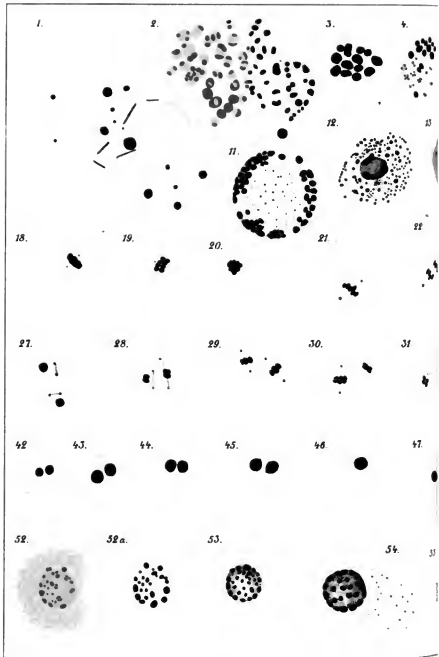 1. 2. 3. 4.
11. 12. 13
18. 19. 20. 21. 22
27. 28. 29. 30. 31
42 43. 44. 45. 46. 47.
52. 52a. 53. 54.